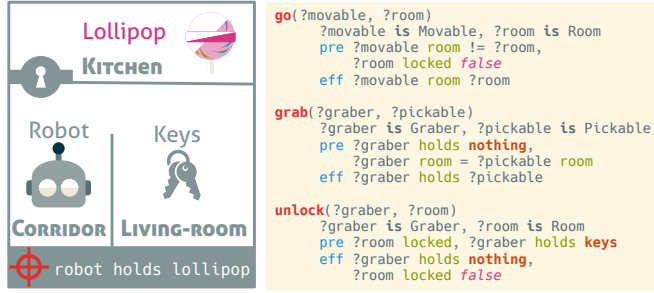 Lollipop
Kitchen
Robot
Keys
Corridor
Living-room
robot holds lollipop
go(?movable, ?room)
?movable is Movable, ?room is Room
pre ?movable room != ?room,
?room locked false
eff ?movable room ?room
grab(?graber, ?pickable)
?graber is Graber, ?pickable is Pickable
pre ?graber holds nothing,
?graber room = ?pickable room
eff ?graber holds ?pickable
unlock(?graber, ?room)
?graber is Graber, ?room is Room
pre ?room locked, ?graber holds keys
eff ?graber holds nothing,
?room locked false